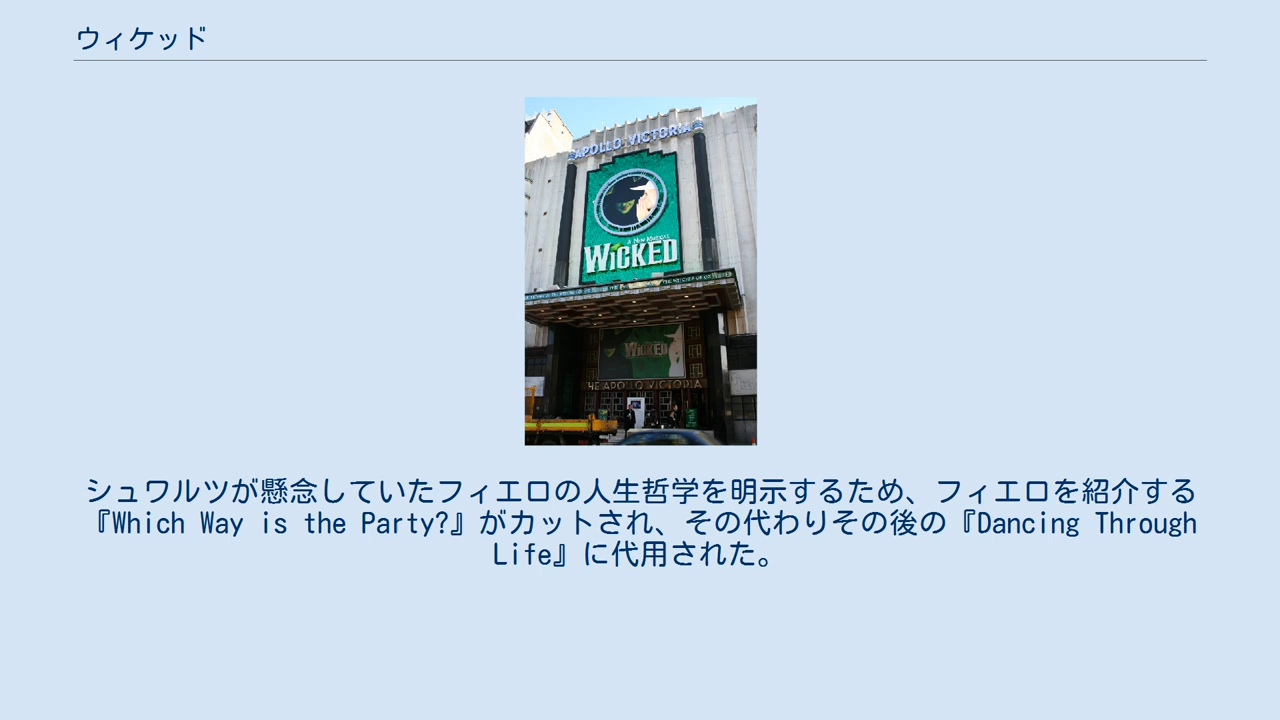 ウィケッド
APOLLO VICTORIA
A New Musical
WICKED
WICKED
THE APOLLO VICTORIA
シュワルツが懸念していたフィエロの人生哲学を明示するため、フィエロを紹介する
『Which Way is the Party?』がカットされ、その代わりその後の『Dancing Through
Life』に代用された。